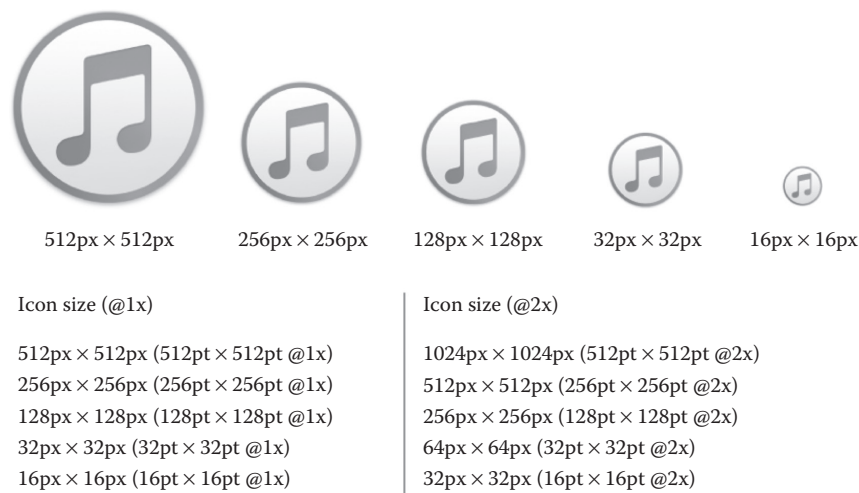 512px × 512px
256px × 256px
128px × 128px
32px × 32px
16px × 16px
Icon size (@1x)
512px × 512px (512pt × 512pt @1x)
256px × 256px (256pt × 256pt @1x)
128px × 128px (128pt × 128pt @1x)
32px × 32px (32pt × 32pt @1x)
16px × 16px (16pt × 16pt @1x)
Icon size (@2x)
1024px × 1024px (512pt × 512pt @2x)
512px × 512px (256pt × 256pt @2x)
256px × 256px (128pt × 128pt @2x)
64px × 64px (32pt × 32pt @2x)
32px × 32px (16pt × 16pt @2x)